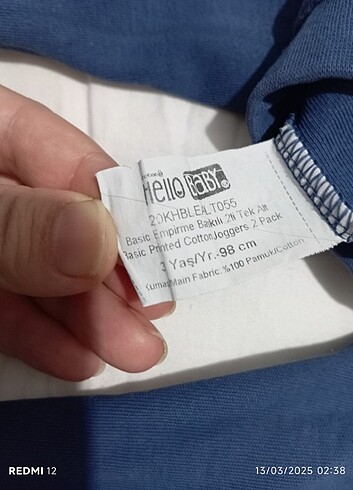 Hello BABY
20KHBLEALT055
Basic Empirme Baskılı 2li Tek Alt
Basic Printed Cotton Joggers 2 Pack
3 Yaş/Yr.-98 cm
Kumaş/Main Fabric: %100 Pamuk/Cotton
REDMI 12
13/03/2025 02:38